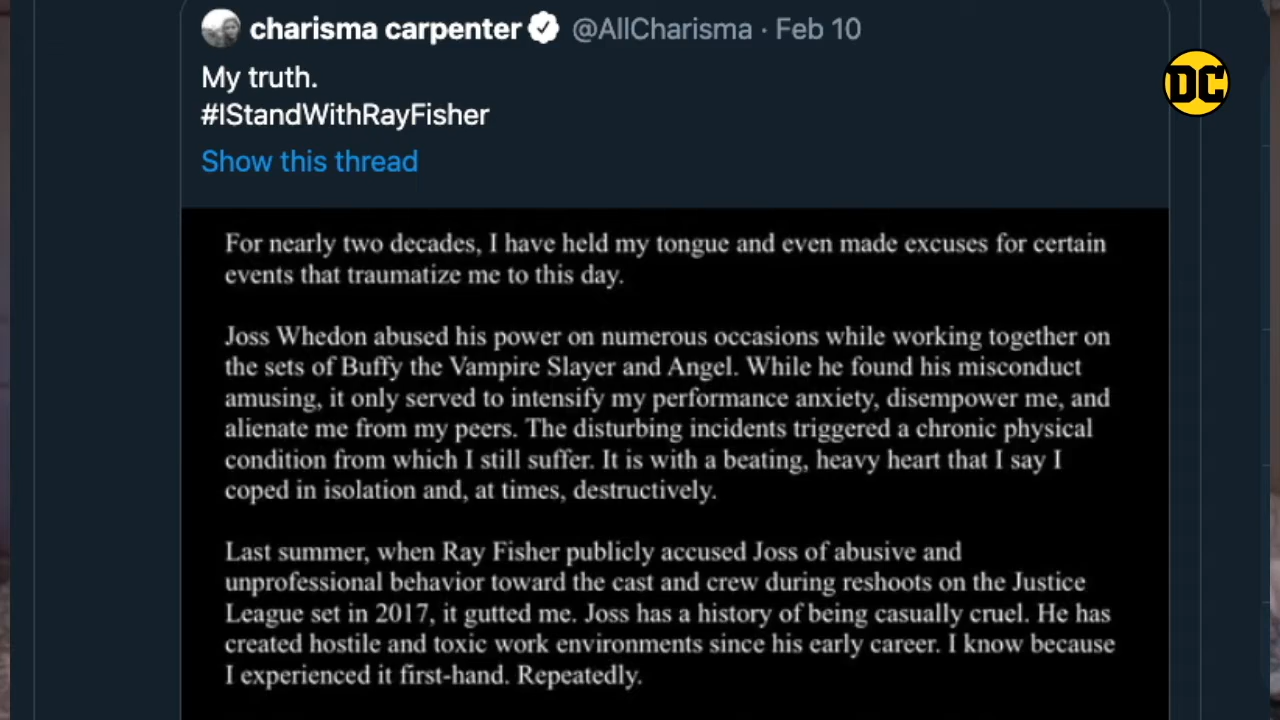 charisma carpenter @AllCharisma · Feb 10
DC
My truth.
#IStandWithRayFisher
Show this thread
For nearly two decades, I have held my tongue and even made excuses for certain
events that traumatize me to this day.
Joss Whedon abused his power on numerous occasions while working together on
the sets of Buffy the Vampire Slayer and Angel. While he found his misconduct
amusing, it only served to intensify my performance anxiety, disempower me, and
alienate me from my peers. The disturbing incidents triggered a chronic physical
condition from which I still suffer. It is with a beating, heavy heart that I say I
coped in isolation and, at times, destructively.
Last summer, when Ray Fisher publicly accused Joss of abusive and
unprofessional behavior toward the cast and crew during reshoots on the Justice
League set in 2017, it gutted me. Joss has a history of being casually cruel. He has
created hostile and toxic work environments since his early career. I know because
I experienced it first-hand. Repeatedly.